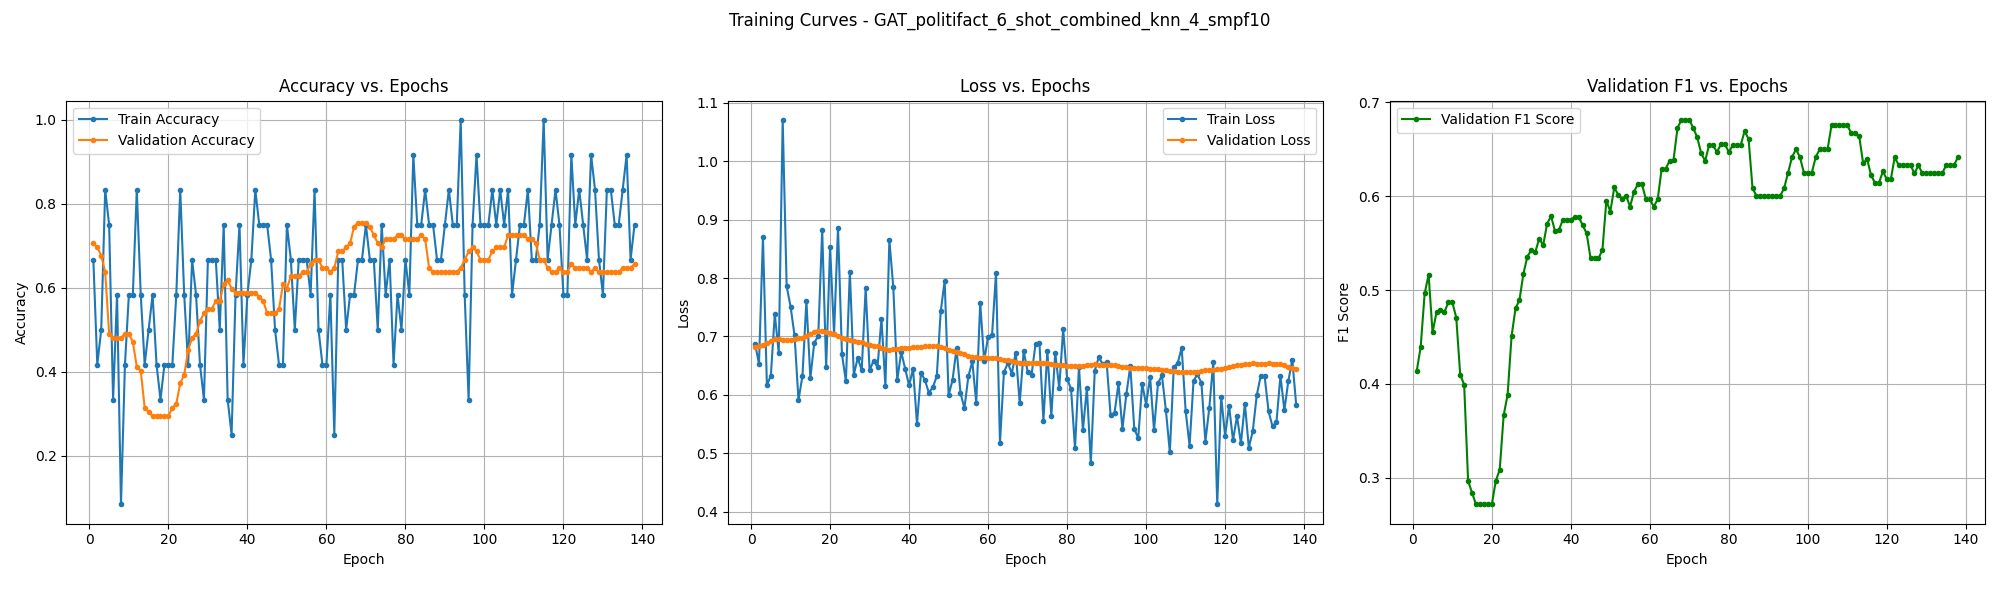 Training Curves - GAT_politifact_6_shot_combined_knn_4_smpf10
Accuracy vs. Epochs
Train Accuracy
Validation Accuracy
1.0
0.8
0.6
0.4
0.2
Accuracy
0 20 40 60 80 100 120 140
Epoch
Loss vs. Epochs
Train Loss
Validation Loss
1.1
1.0
0.9
0.8
0.7
0.6
0.5
0.4
Loss
0 20 40 60 80 100 120 140
Epoch
Validation F1 vs. Epochs
Validation F1 Score
0.7
0.6
0.5
0.4
0.3
F1 Score
0 20 40 60 80 100 120 140
Epoch